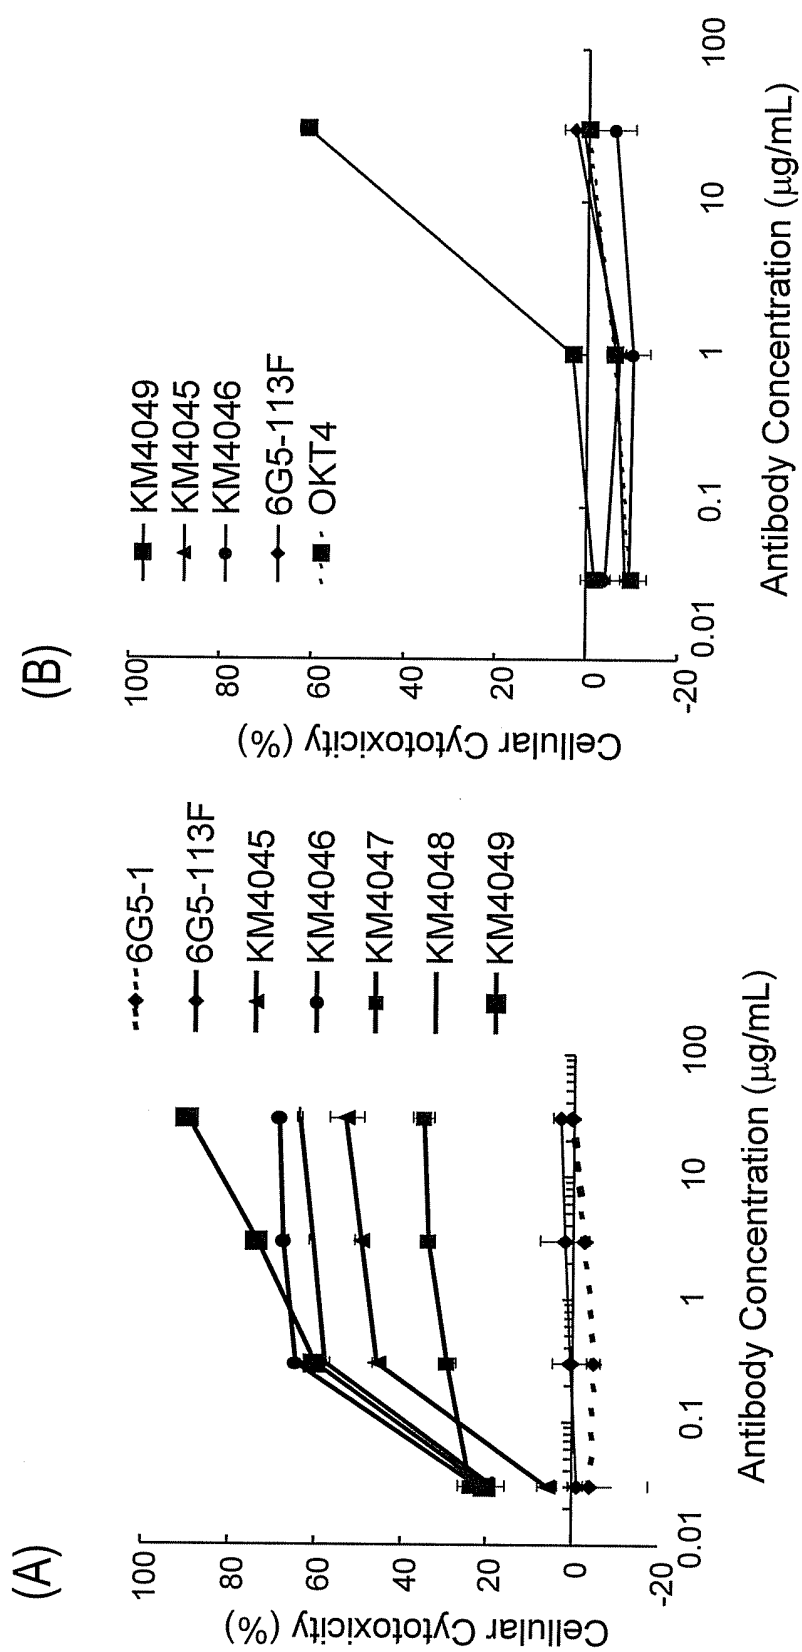 (A)
Cellular Cytotoxicity (%)
100
80
60
40
20
0
-20
0.01
0.1
1
10
100
Antibody Concentration (μg/mL)
6G5-1
6G5-113F
KM4045
KM4046
KM4047
KM4048
KM4049
(B)
Cellular Cytotoxicity (%)
100
80
60
40
20
0
-20
0.01
0.1
1
10
100
Antibody Concentration (μg/mL)
KM4049
KM4045
KM4046
6G5-113F
OKT4